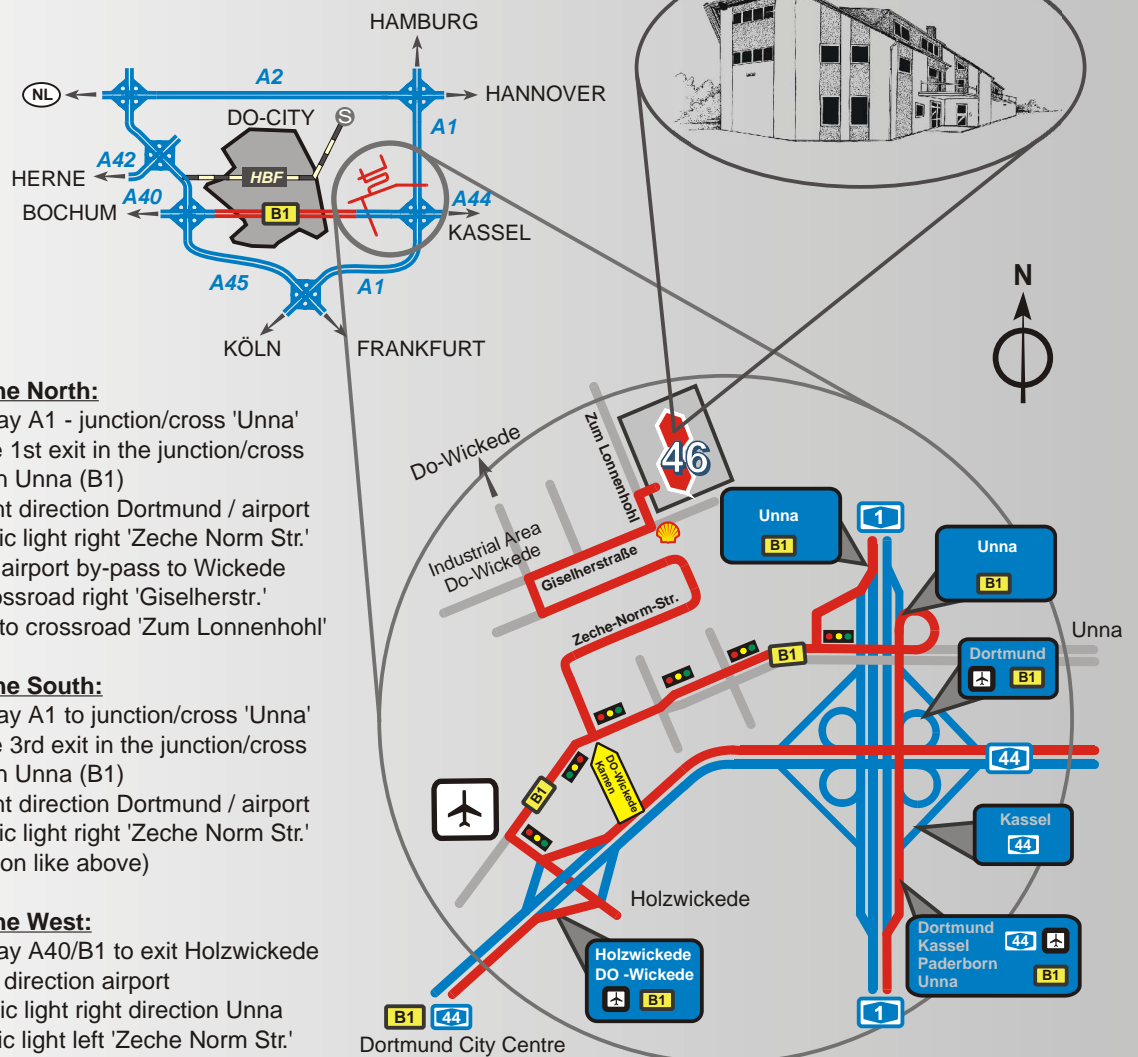 HAMBURG
A2
NL
HANNOVER
DO-CITY
S
A1
A42
HBF
HERNE
A40
A44
BOCHUM
B1
KASSEL
A45
A1
KÖLN
FRANKFURT
N
ne North:
ay A1 - junction/cross 'Unna'
e 1st exit in the junction/cross
n Unna (B1)
nt direction Dortmund / airport
ic light right 'Zeche Norm Str.'
airport by-pass to Wickede
ossroad right 'Giselherstr.'
to crossroad 'Zum Lonnenhohl'
ne South:
ay A1 to junction/cross 'Unna'
e 3rd exit in the junction/cross
n Unna (B1)
nt direction Dortmund / airport
ic light right 'Zeche Norm Str.'
on like above)
ne West:
ay A40/B1 to exit Holzwickede
direction airport
ic light right direction Unna
ic light left 'Zeche Norm Str.'
Do-Wickede
Zum Lonnenhohl
46
Industrial Area
Do-Wickede
Giselherstraße
Zeche-Norm-Str.
Unna
B1
1
Unna
B1
Unna
B1
Dortmund
B1
44
DO-Wickede
Kamen
B1
Kassel
44
Holzwickede
Dortmund
Kassel 44
Paderborn
Unna B1
Holzwickede
DO -Wickede
B1
1
B1 44
Dortmund City Centre